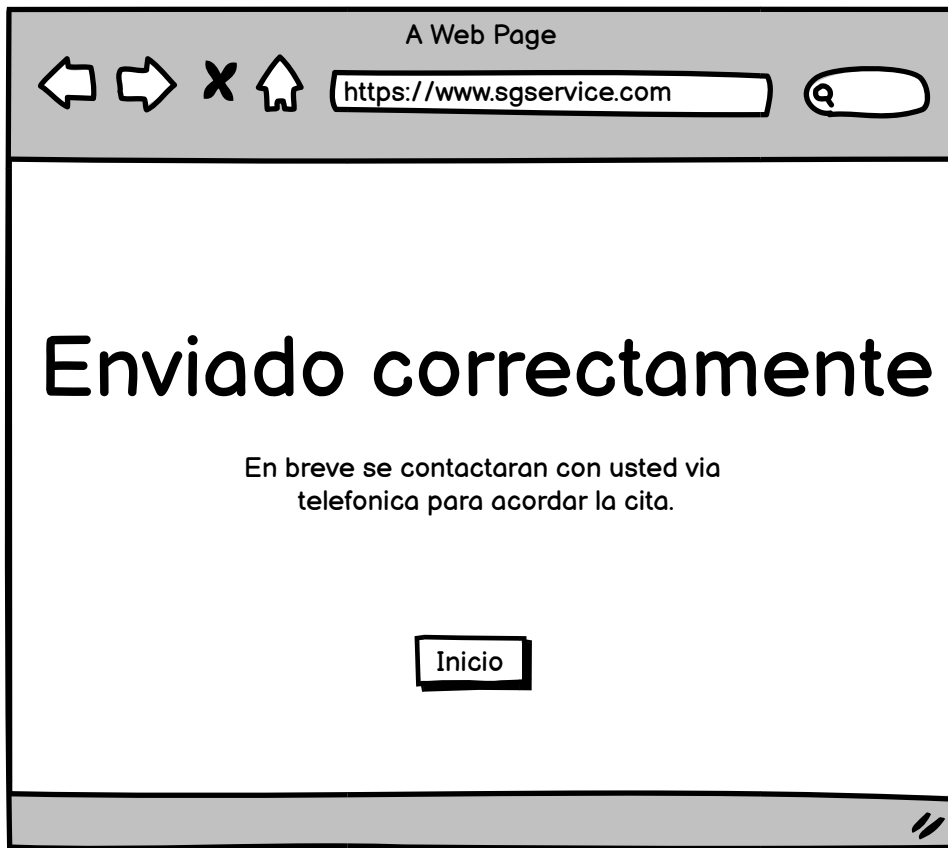 A Web Page
https://www.sgservice.com
Enviado correctamente
En breve se contactaran con usted via
telefonica para acordar la cita.
Inicio